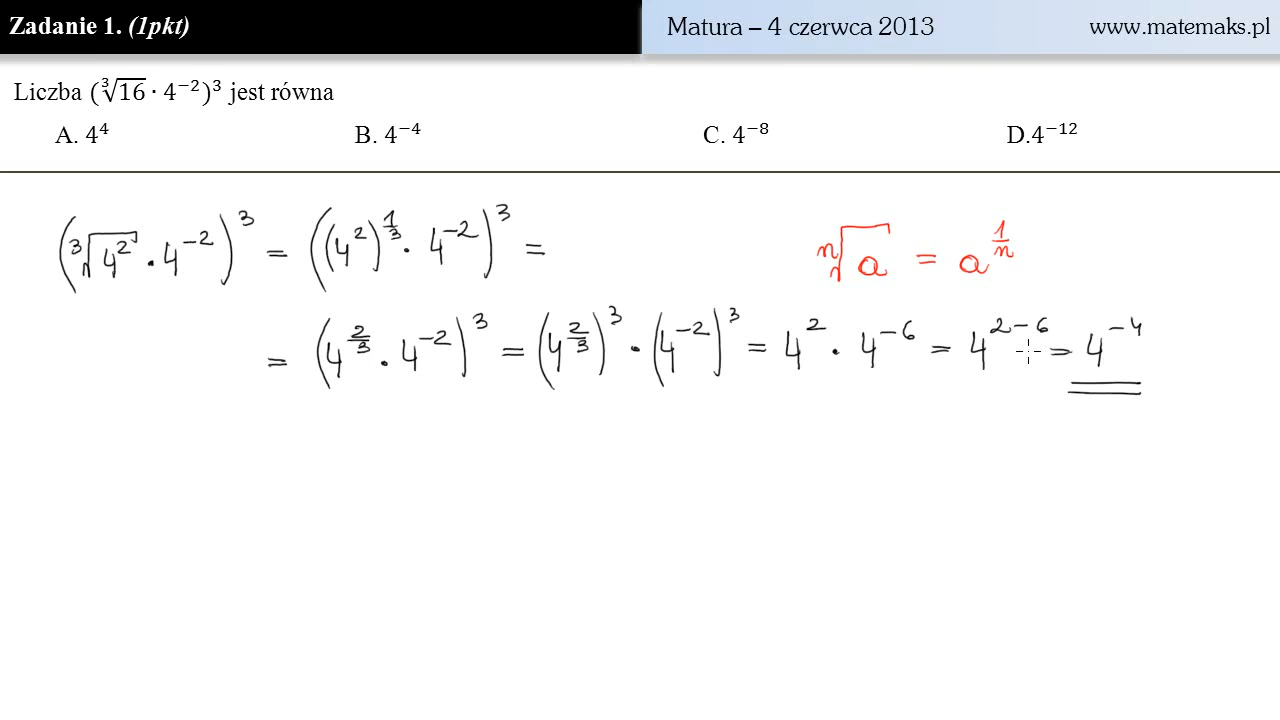 Zadanie 1. (1pkt)
Matura – 4 czerwca 2013
www.matemaks.pl
Liczba (∛16 · 4⁻²)³ jest równa
A. 4⁴ B. 4⁻⁴ C. 4⁻⁸ D.4⁻¹²
(∛4² · 4⁻²)³ = ((4²)^(1/3) · 4⁻²)³ =
ⁿ√a = a^(1/n)
= (4^(2/3) · 4⁻²)³ = (4^(2/3))³ · (4⁻²)³ = 4² · 4⁻⁶ = 4²⁻⁶ = 4⁻⁴